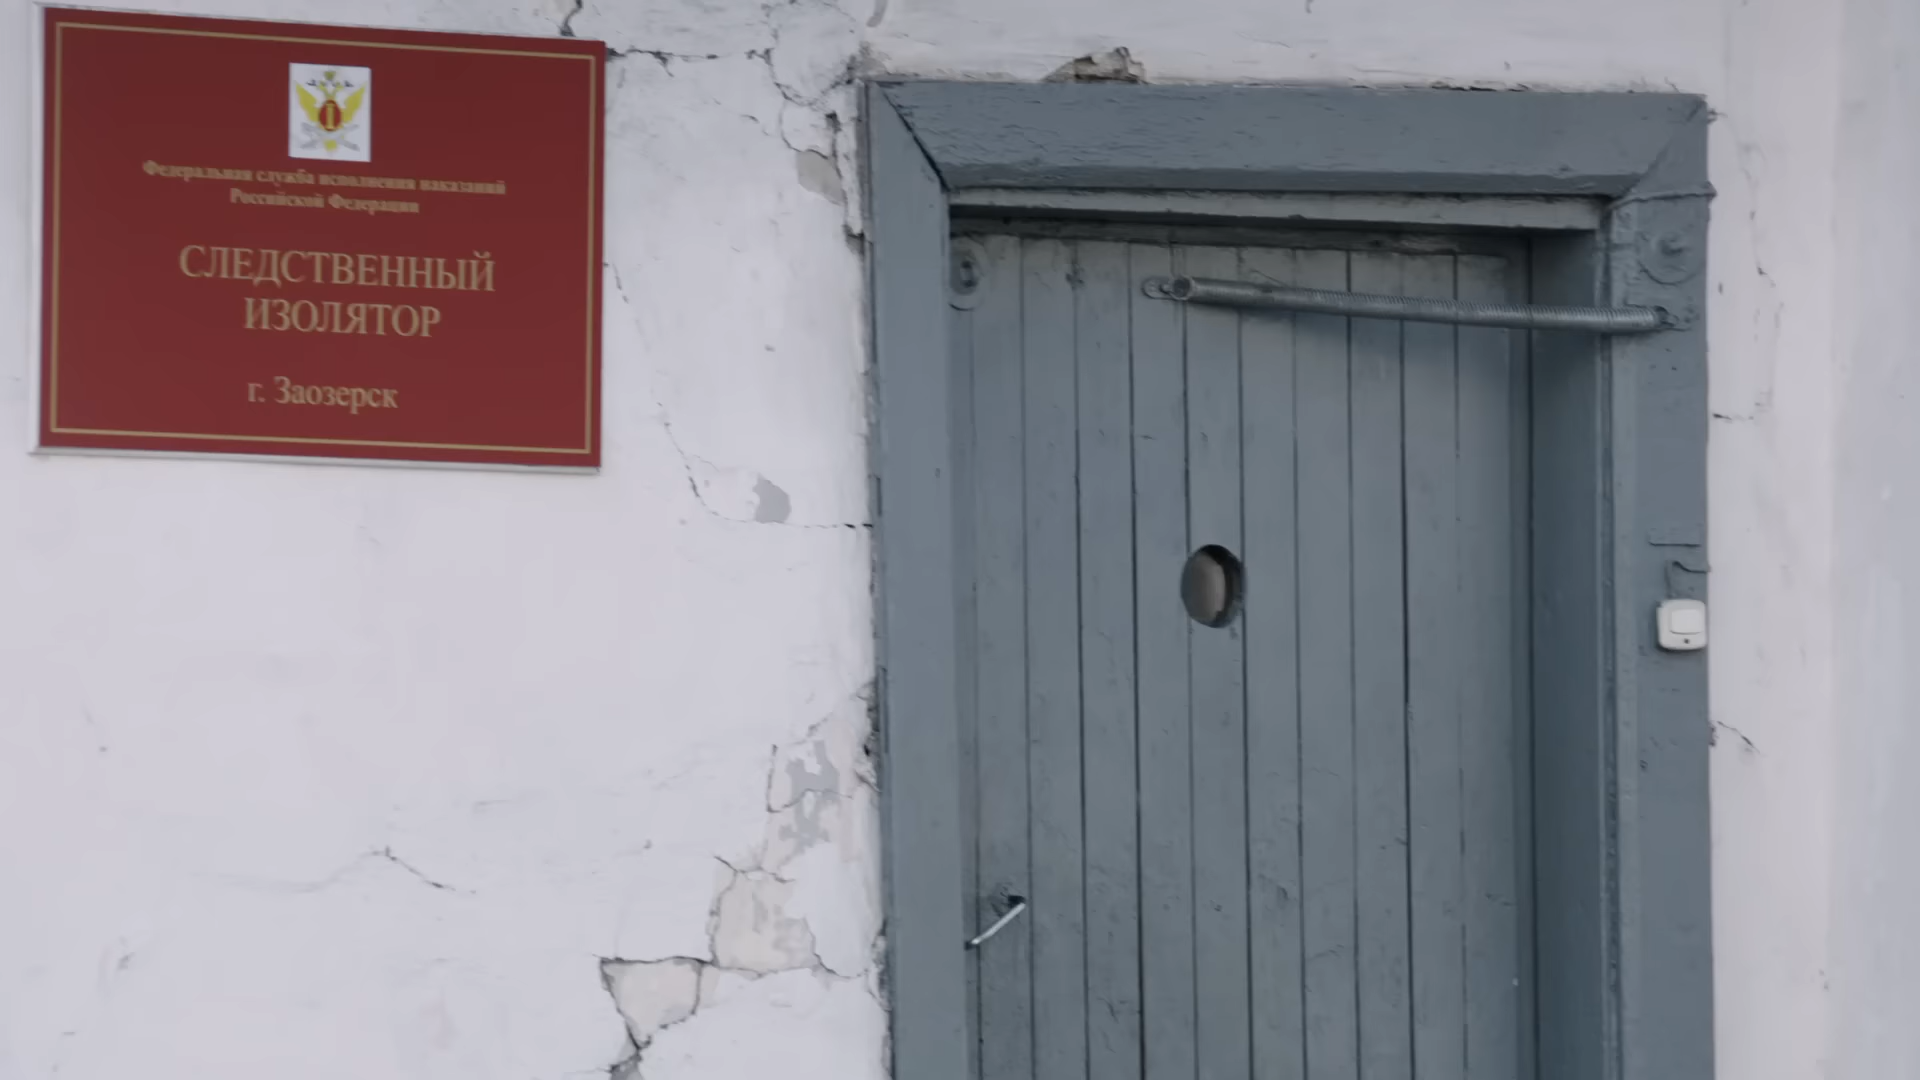 Федеральная служба исполнения наказаний
Российской Федерации
СЛЕДСТВЕННЫЙ
ИЗОЛЯТОР
г. Заозерск